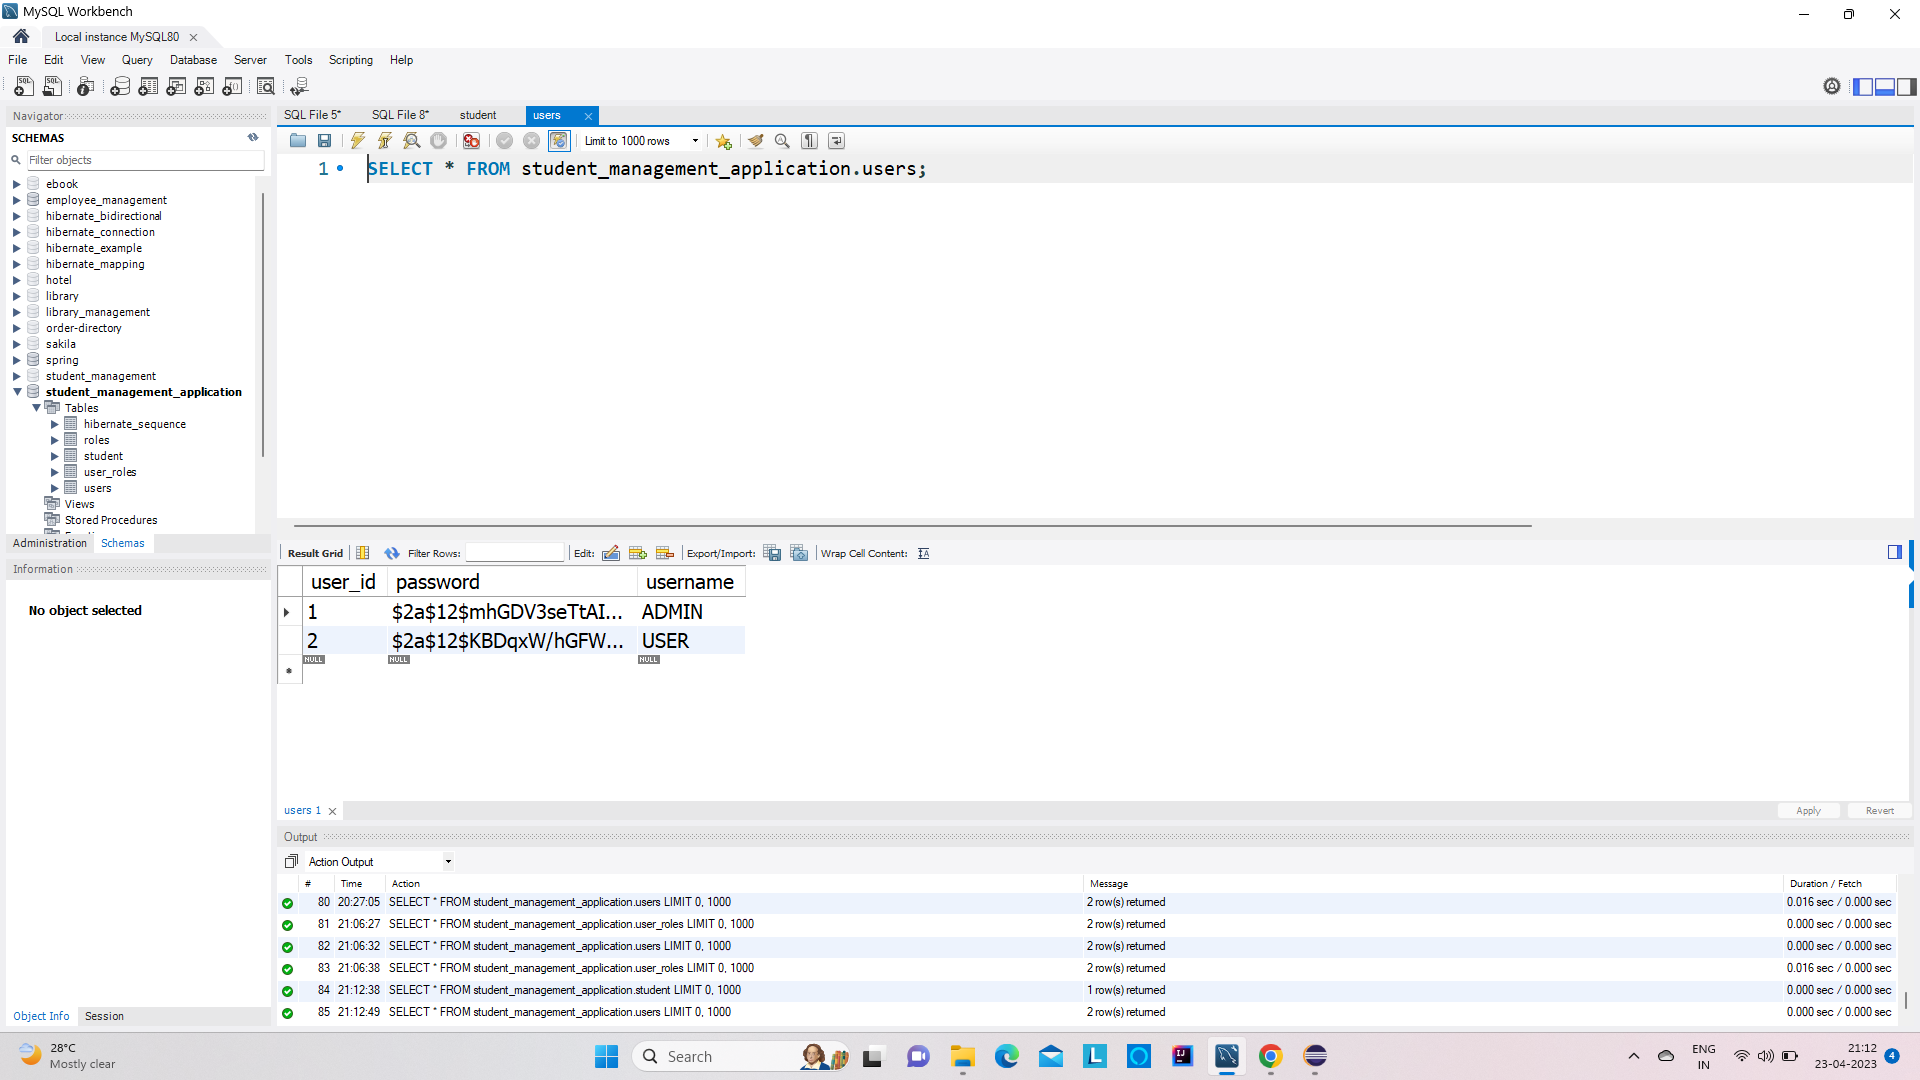 MySQL Workbench
Local instance MySQL80
File Edit View Query Database Server Tools Scripting Help
Navigator
SCHEMAS
Filter objects
ebook
employee_management
hibernate_bidirectional
hibernate_connection
hibernate_example
hibernate_mapping
hotel
library
library_management
order-directory
sakila
spring
student_management
student_management_application
Tables
hibernate_sequence
roles
student
user_roles
users
Views
Stored Procedures
Administration Schemas
Information
No object selected
Object Info Session
SQL File 5* SQL File 8* student users
Limit to 1000 rows
1 SELECT * FROM student_management_application.users;
Result Grid Filter Rows: Edit: Export/Import: Wrap Cell Content:
user_id password username
1 $2a$12$mhGDV3seTtAI... ADMIN
2 $2a$12$KBDqxW/hGFW... USER
NULL NULL NULL
users 1
Apply Revert
Output
Action Output
# Time Action Message Duration / Fetch
80 20:27:05 SELECT * FROM student_management_application.users LIMIT 0, 1000 2 row(s) returned 0.016 sec / 0.000 sec
81 21:06:27 SELECT * FROM student_management_application.user_roles LIMIT 0, 1000 2 row(s) returned 0.000 sec / 0.000 sec
82 21:06:32 SELECT * FROM student_management_application.users LIMIT 0, 1000 2 row(s) returned 0.000 sec / 0.000 sec
83 21:06:38 SELECT * FROM student_management_application.user_roles LIMIT 0, 1000 2 row(s) returned 0.016 sec / 0.000 sec
84 21:12:38 SELECT * FROM student_management_application.student LIMIT 0, 1000 1 row(s) returned 0.000 sec / 0.000 sec
85 21:12:49 SELECT * FROM student_management_application.users LIMIT 0, 1000 2 row(s) returned 0.000 sec / 0.000 sec
28°C
Mostly clear
Search
ENG
IN
21:12
23-04-2023
4